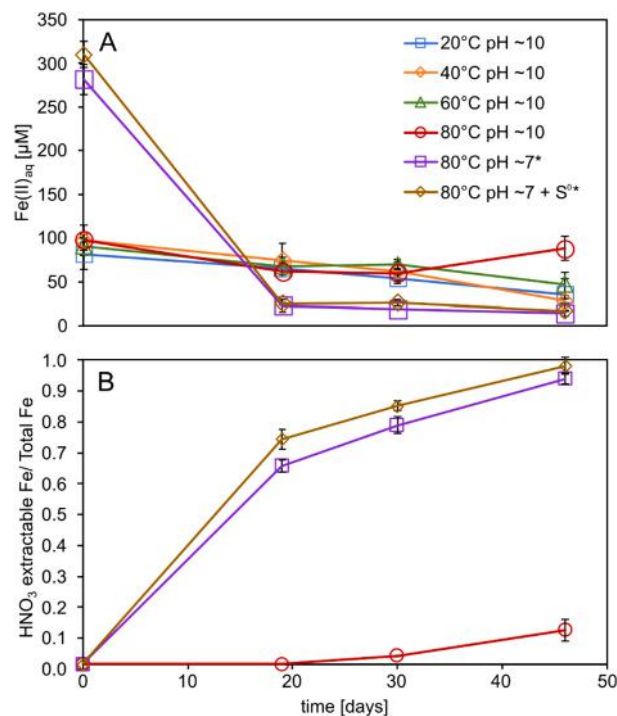 A
20°C pH ~10
40°C pH ~10
60°C pH ~10
80°C pH ~10
80°C pH ~7*
80°C pH ~7 + S⁰*
Fe(II)aq [µM]
350
300
250
200
150
100
50
0
B
HNO₃ extractable Fe/ Total Fe
1.0
0.9
0.8
0.7
0.6
0.5
0.4
0.3
0.2
0.1
0.0
0 10 20 30 40 50
time [days]